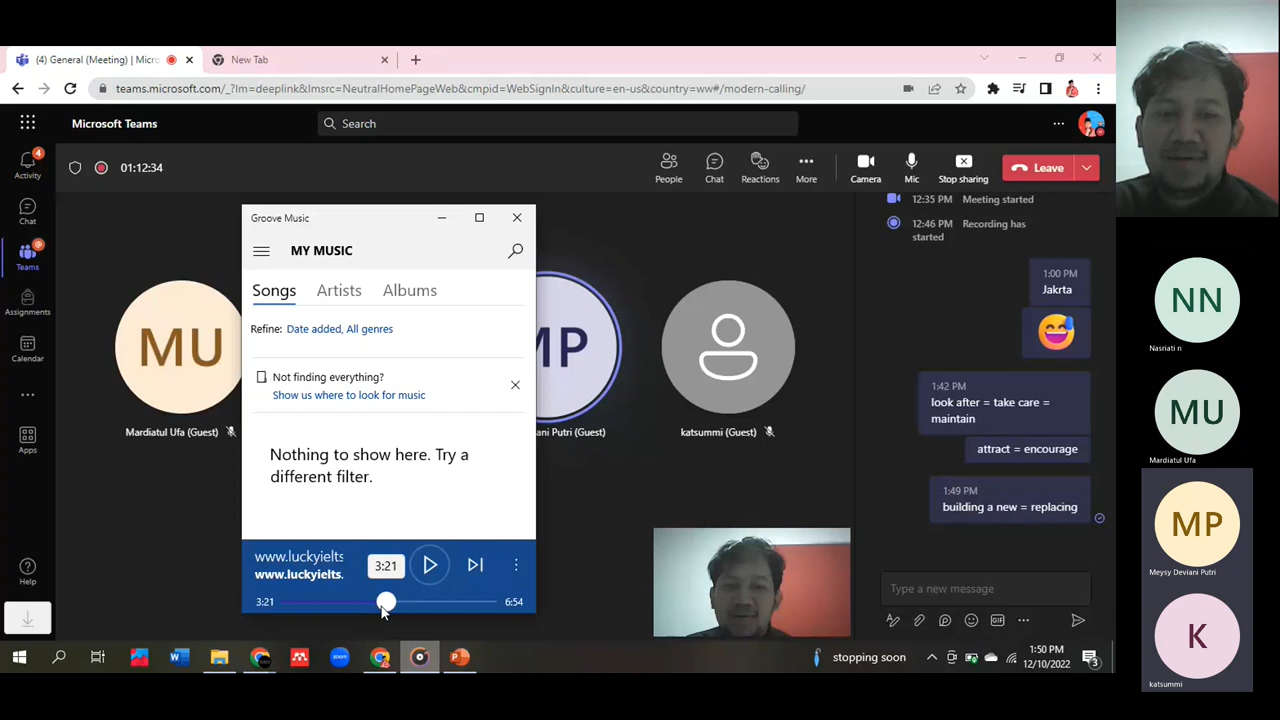 (4) General (Meeting) | Micro
New Tab
teams.microsoft.com/_?lm=deeplink&lmsrc=NeutralHomePageWeb&cmpid=WebSignIn&culture=en-us&country=ww#/modern-calling/
Microsoft Teams
Search
01:12:34
People
Chat
Reactions
More
Camera
Mic
Stop sharing
Leave
4
Activity
Chat
Teams
Assignments
Calendar
Apps
Help
MU
Mardiatul Ufa (Guest)
Groove Music
MY MUSIC
Songs
Artists
Albums
Refine:
Date added, All genres
Not finding everything?
Show us where to look for music
Nothing to show here. Try a
different filter.
www.luckyielts
www.luckyielts.
3:21
3:21
6:54
MP
ani Putri (Guest)
katsummi (Guest)
12:35 PM Meeting started
12:46 PM Recording has
started
1:00 PM
Jakrta
1:42 PM
look after = take care =
maintain
attract = encourage
1:49 PM
building a new = replacing
Type a new message
GIF
stopping soon
1:50 PM
12/10/2022
3
zoom
NN
Nasriati n
MU
Mardiatul Ufa
MP
Meysy Deviani Putri
K
katsummi